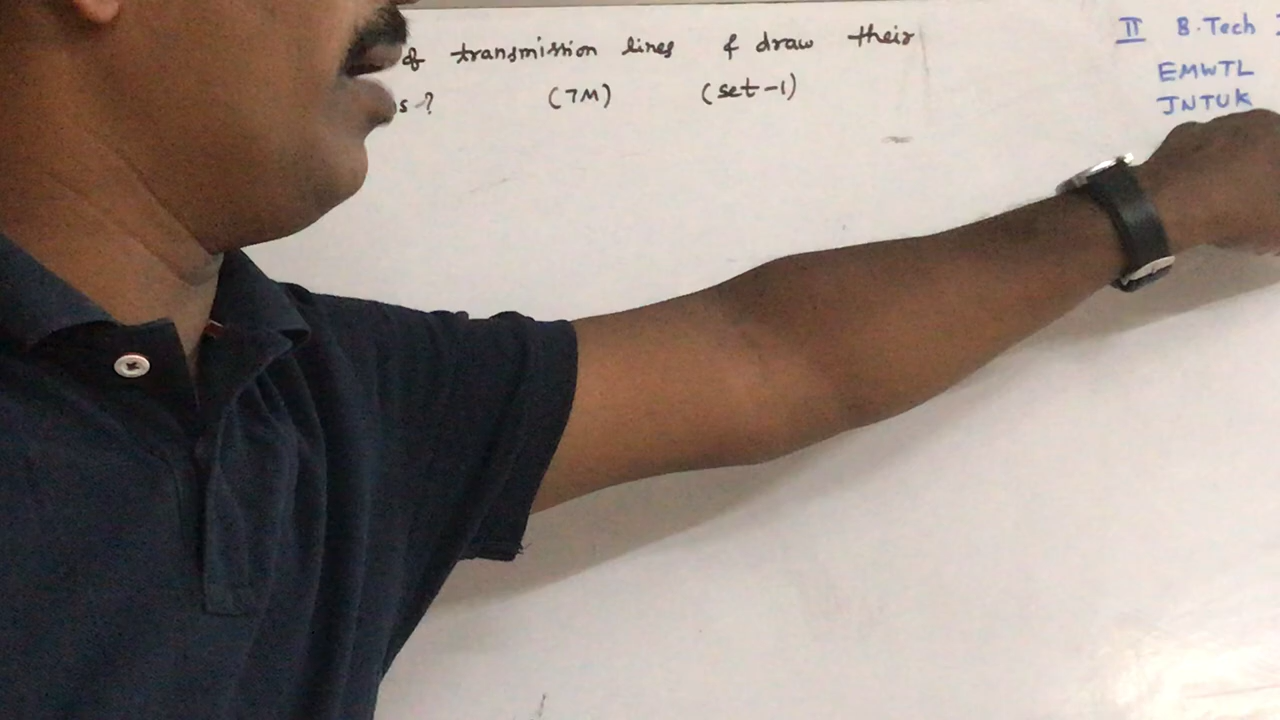 of transmission lines & draw their
s ? (7M) (set-1)
II B.Tech
EMWTL
JNTUK